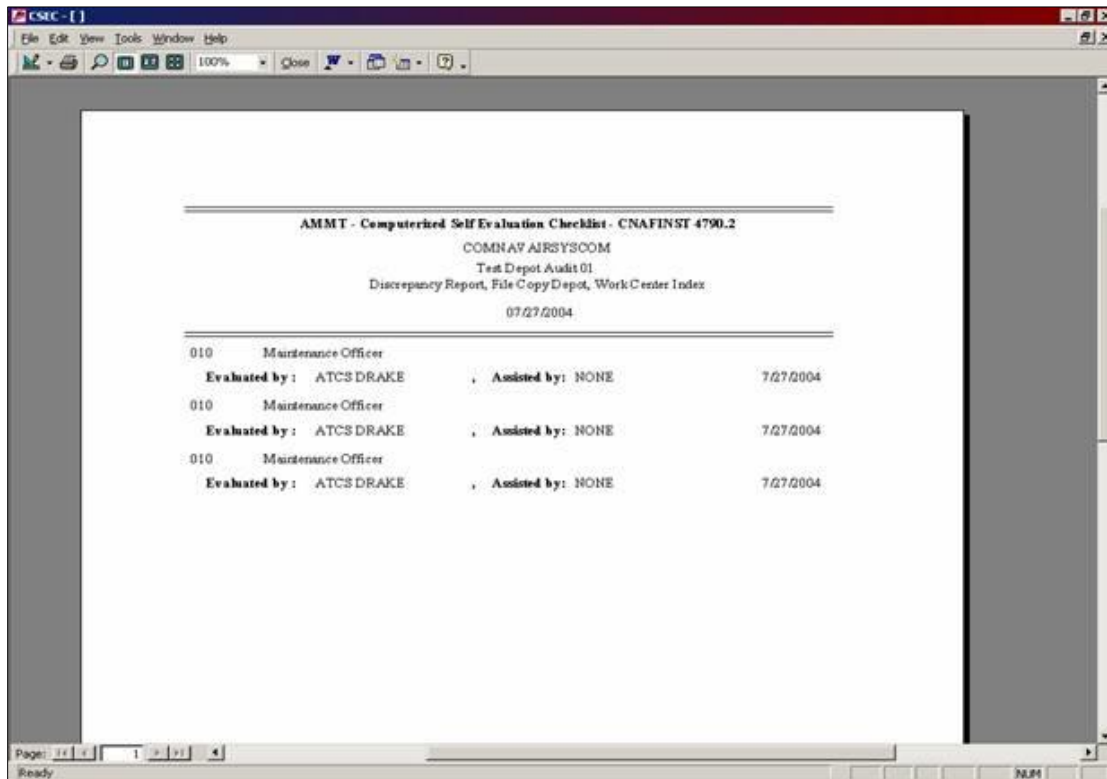 CSEC - [ ]
File Edit View Tools Window Help
100% Close
AMMT - Computerized Self Evaluation Checklist - CNAFINST 4790.2
COMNAV AIRSYSCOM
Test Depot Audit 01
Discrepancy Report, File Copy Depot, Work Center Index
07/27/2004
010 Maintenance Officer
Evaluated by : ATCS DRAKE , Assisted by: NONE 7/27/2004
010 Maintenance Officer
Evaluated by : ATCS DRAKE , Assisted by: NONE 7/27/2004
010 Maintenance Officer
Evaluated by : ATCS DRAKE , Assisted by: NONE 7/27/2004
Page: 1
Ready NUM